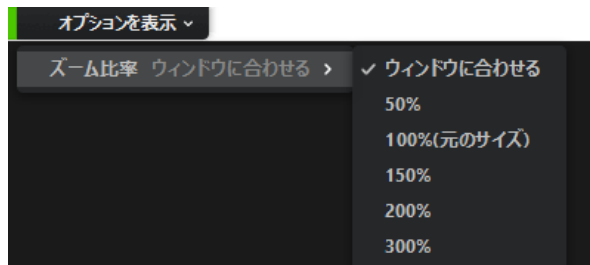 オプションを表示
ズーム比率 ウィンドウに合わせる
ウィンドウに合わせる
50%
100%(元のサイズ)
150%
200%
300%